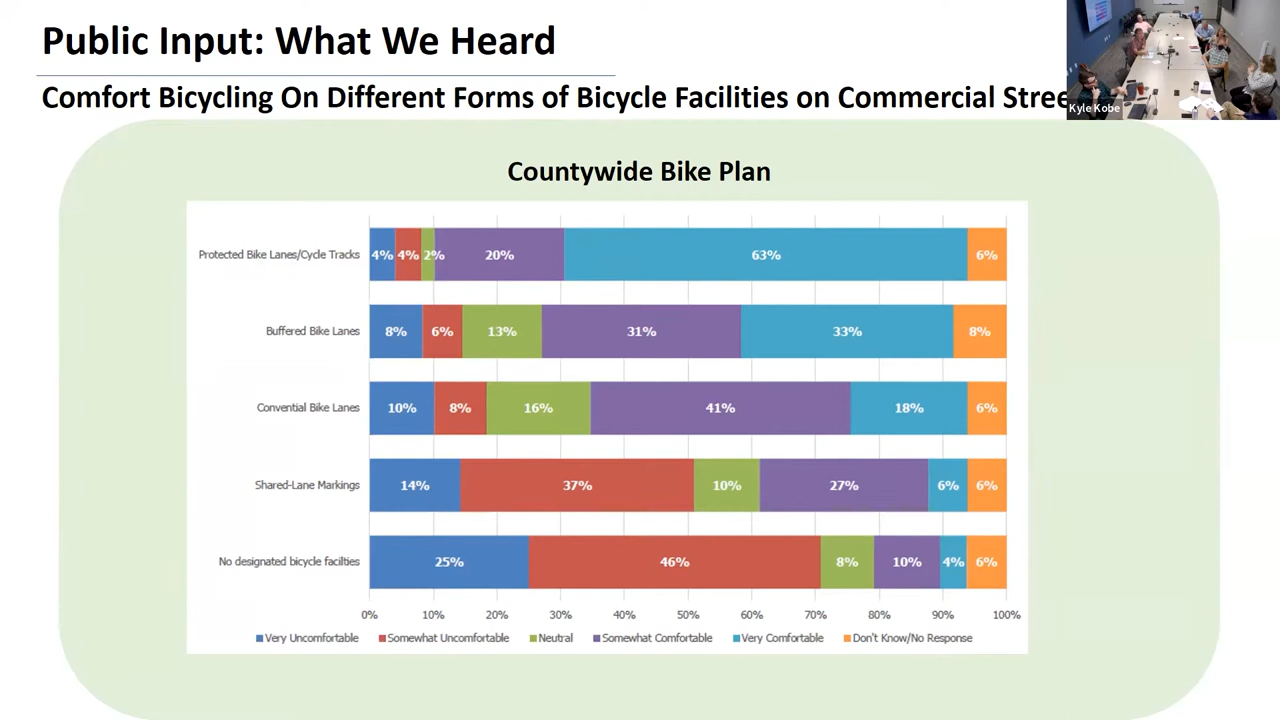 Public Input: What We Heard
Comfort Bicycling On Different Forms of Bicycle Facilities on Commercial Stree
Kyle Kobe
Countywide Bike Plan
Protected Bike Lanes/Cycle Tracks 4% 4% 2% 20% 63% 6%
Buffered Bike Lanes 8% 6% 13% 31% 33% 8%
Convential Bike Lanes 10% 8% 16% 41% 18% 6%
Shared-Lane Markings 14% 37% 10% 27% 6% 6%
No designated bicycle facilties 25% 46% 8% 10% 4% 6%
0% 10% 20% 30% 40% 50% 60% 70% 80% 90% 100%
Very Uncomfortable Somewhat Uncomfortable Neutral Somewhat Comfortable Very Comfortable Don't Know/No Response